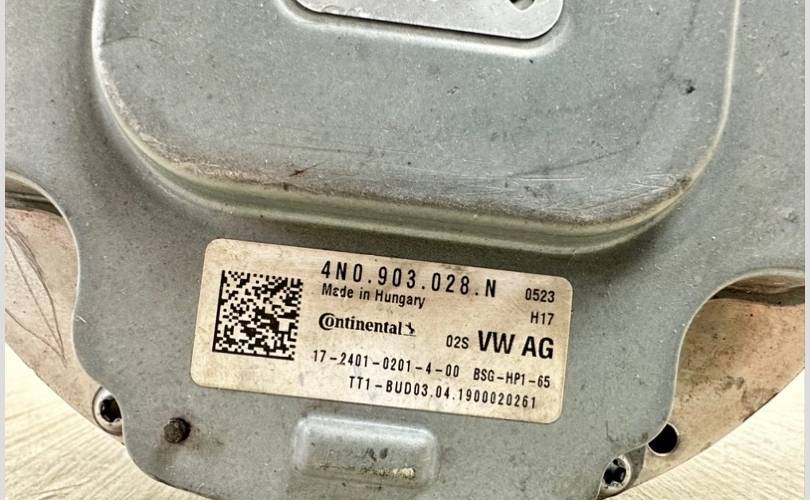 4N0.903.028.N 0523
Made in Hungary H17
Continental 02S VW AG
17-2401-0201-4-00 BSG-HP1-65
TT1-BUD03.04.1900020261